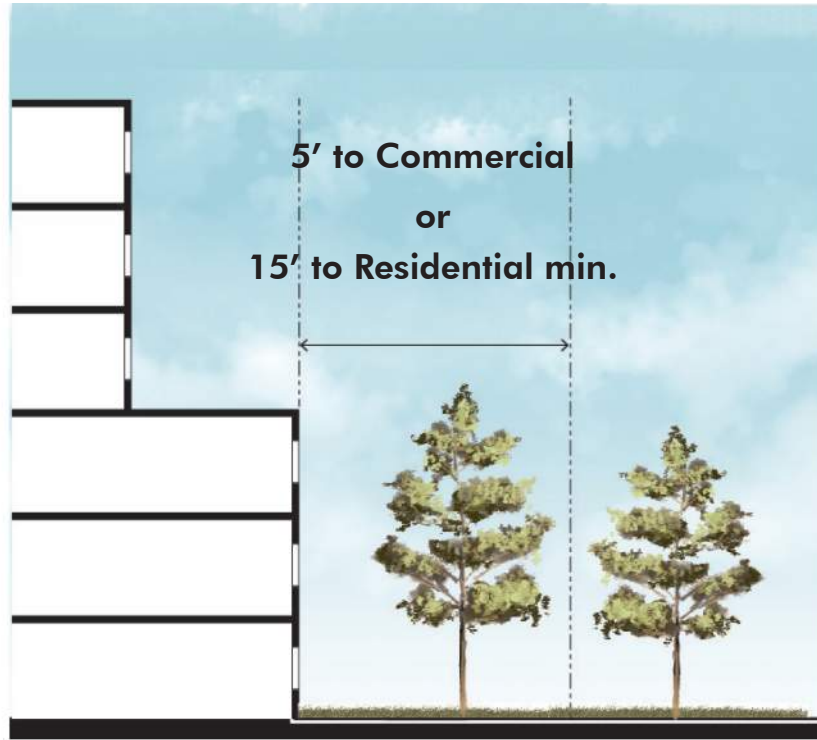 5’ to Commercial
or
15’ to Residential min.